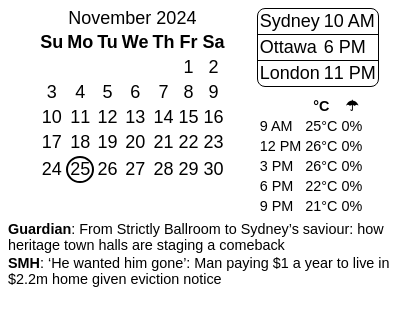 November 2024
Su Mo Tu We Th Fr Sa
1 2
3 4 5 6 7 8 9
10 11 12 13 14 15 16
17 18 19 20 21 22 23
24 25 26 27 28 29 30
Sydney 10 AM
Ottawa 6 PM
London 11 PM
°C ☂
9 AM 25°C 0%
12 PM 26°C 0%
3 PM 26°C 0%
6 PM 22°C 0%
9 PM 21°C 0%
Guardian: From Strictly Ballroom to Sydney’s saviour: how
heritage town halls are staging a comeback
SMH: ‘He wanted him gone’: Man paying $1 a year to live in
$2.2m home given eviction notice